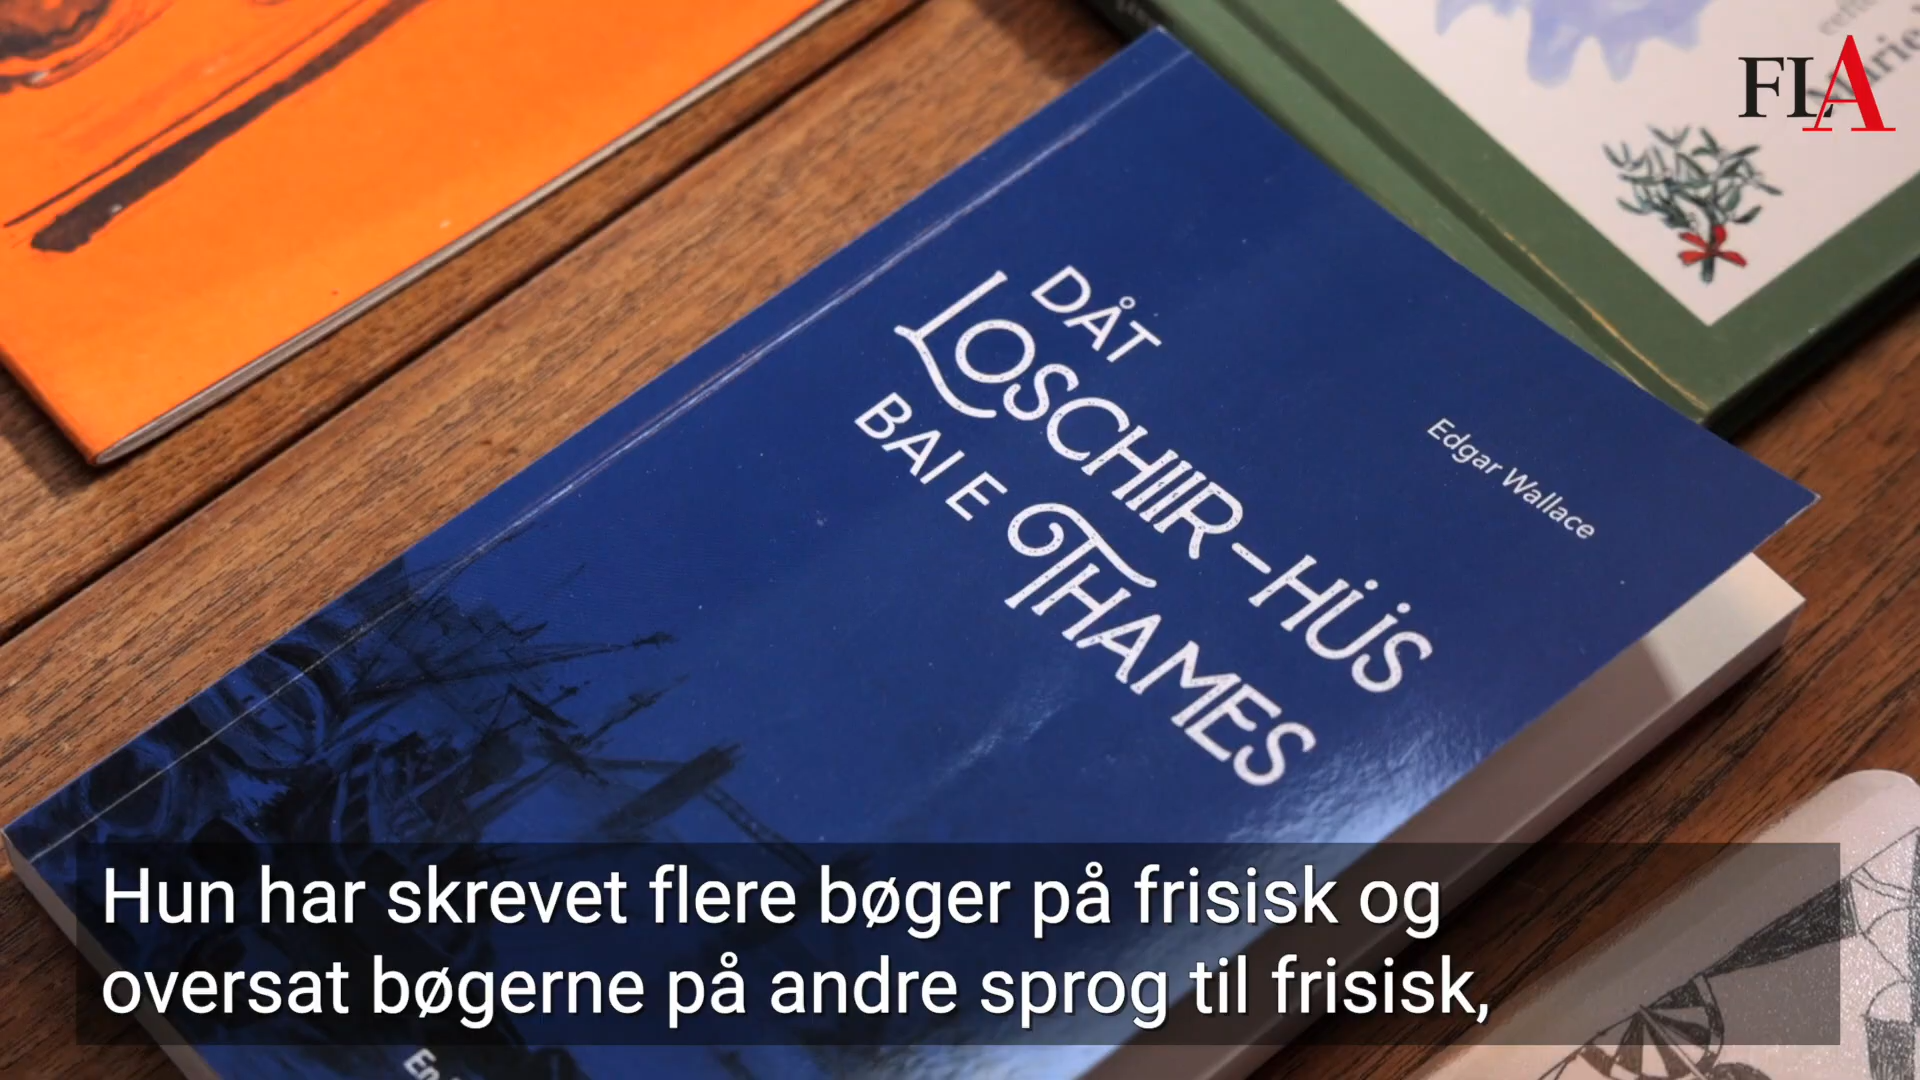 FLA
DÅT
LOSCHIIR-HÜS
BAI E
THAMES
Edgar Wallace
Hun har skrevet flere bøger på frisisk og
oversat bøgerne på andre sprog til frisisk,